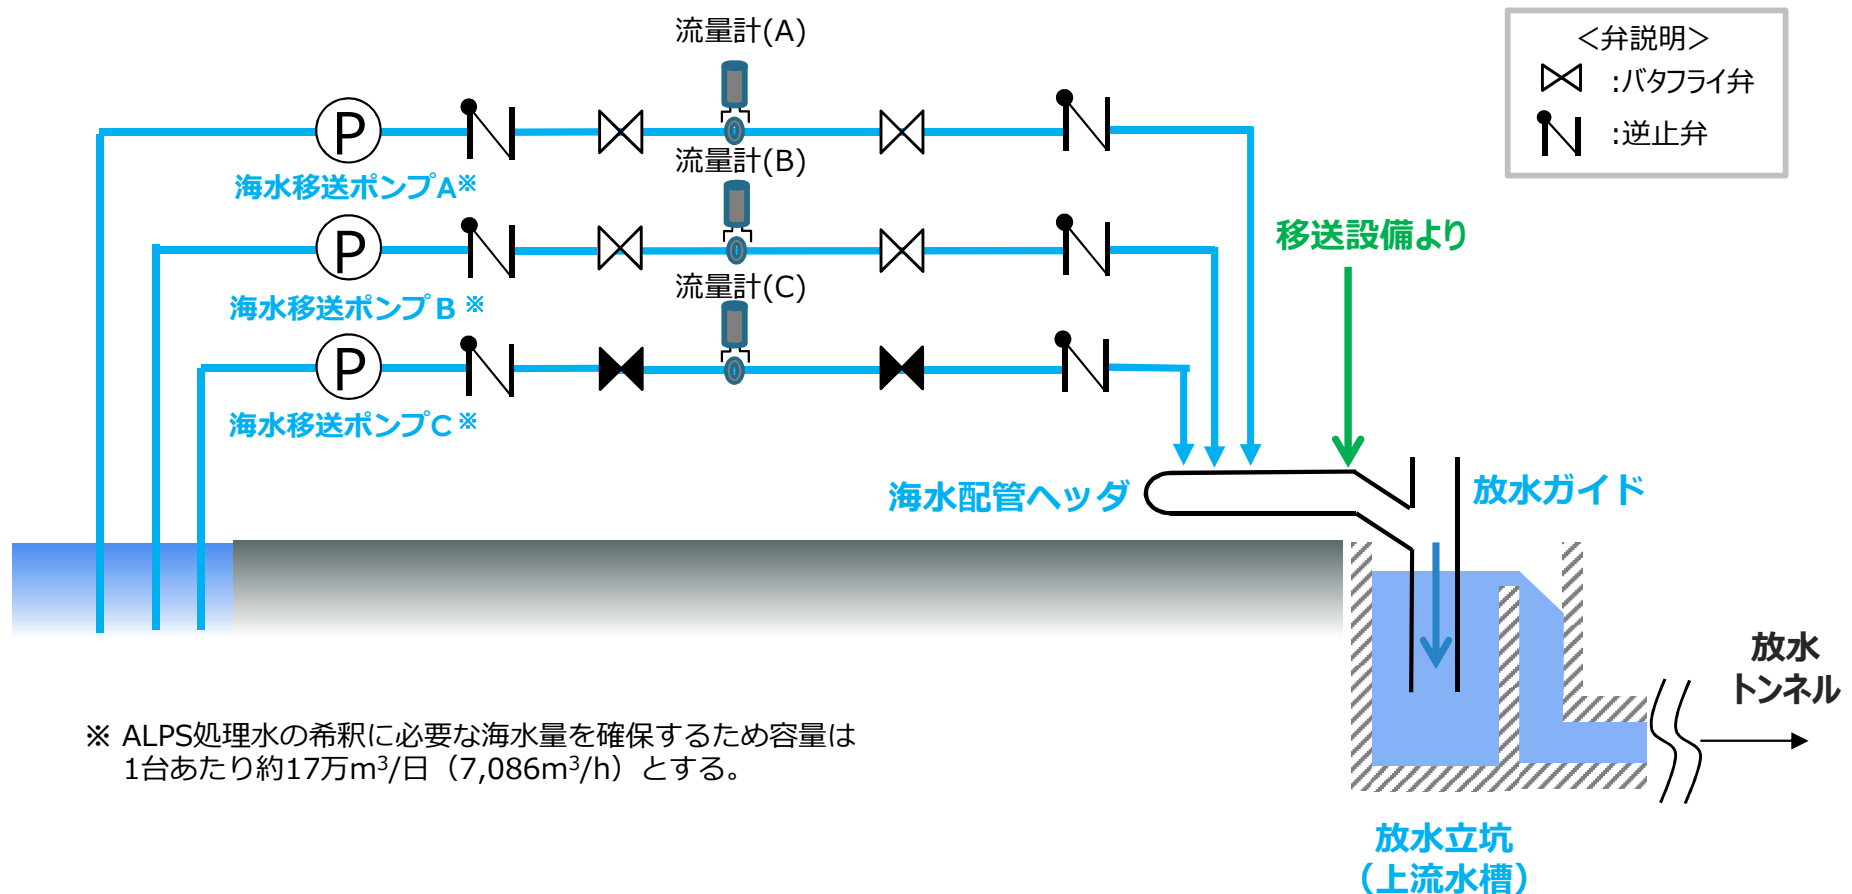 流量計(A)
<弁説明>
:バタフライ弁
:逆止弁
P
海水移送ポンプA※
流量計(B)
P
海水移送ポンプB※
流量計(C)
P
海水移送ポンプC※
移送設備より
海水配管ヘッダ
放水ガイド
放水
トンネル
※ ALPS処理水の希釈に必要な海水量を確保するため容量は
1台あたり約17万m³/日(7,086m³/h)とする。
放水立坑
(上流水槽)